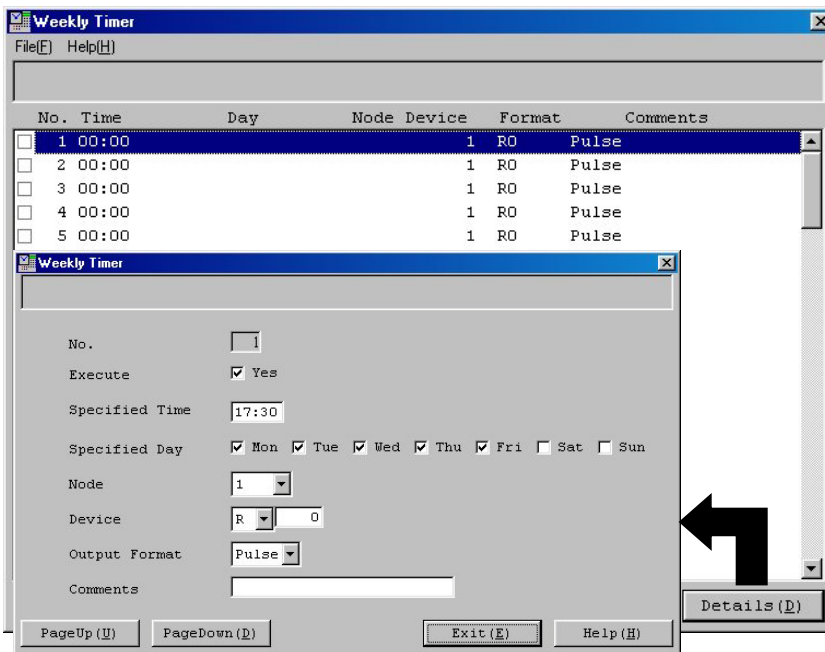 Weekly Timer
File(F) Help(H)
No. Time Day Node Device Format Comments
1 00:00 1 R0 Pulse
2 00:00 1 R0 Pulse
3 00:00 1 R0 Pulse
4 00:00 1 R0 Pulse
5 00:00 1 R0 Pulse
Weekly Timer
No. 1
Execute Yes
Specified Time 17:30
Specified Day Mon Tue Wed Thu Fri Sat Sun
Node 1
Device R 0
Output Format Pulse
Comments
Details(D)
PageUp(U) PageDown(D) Exit(E) Help(H)